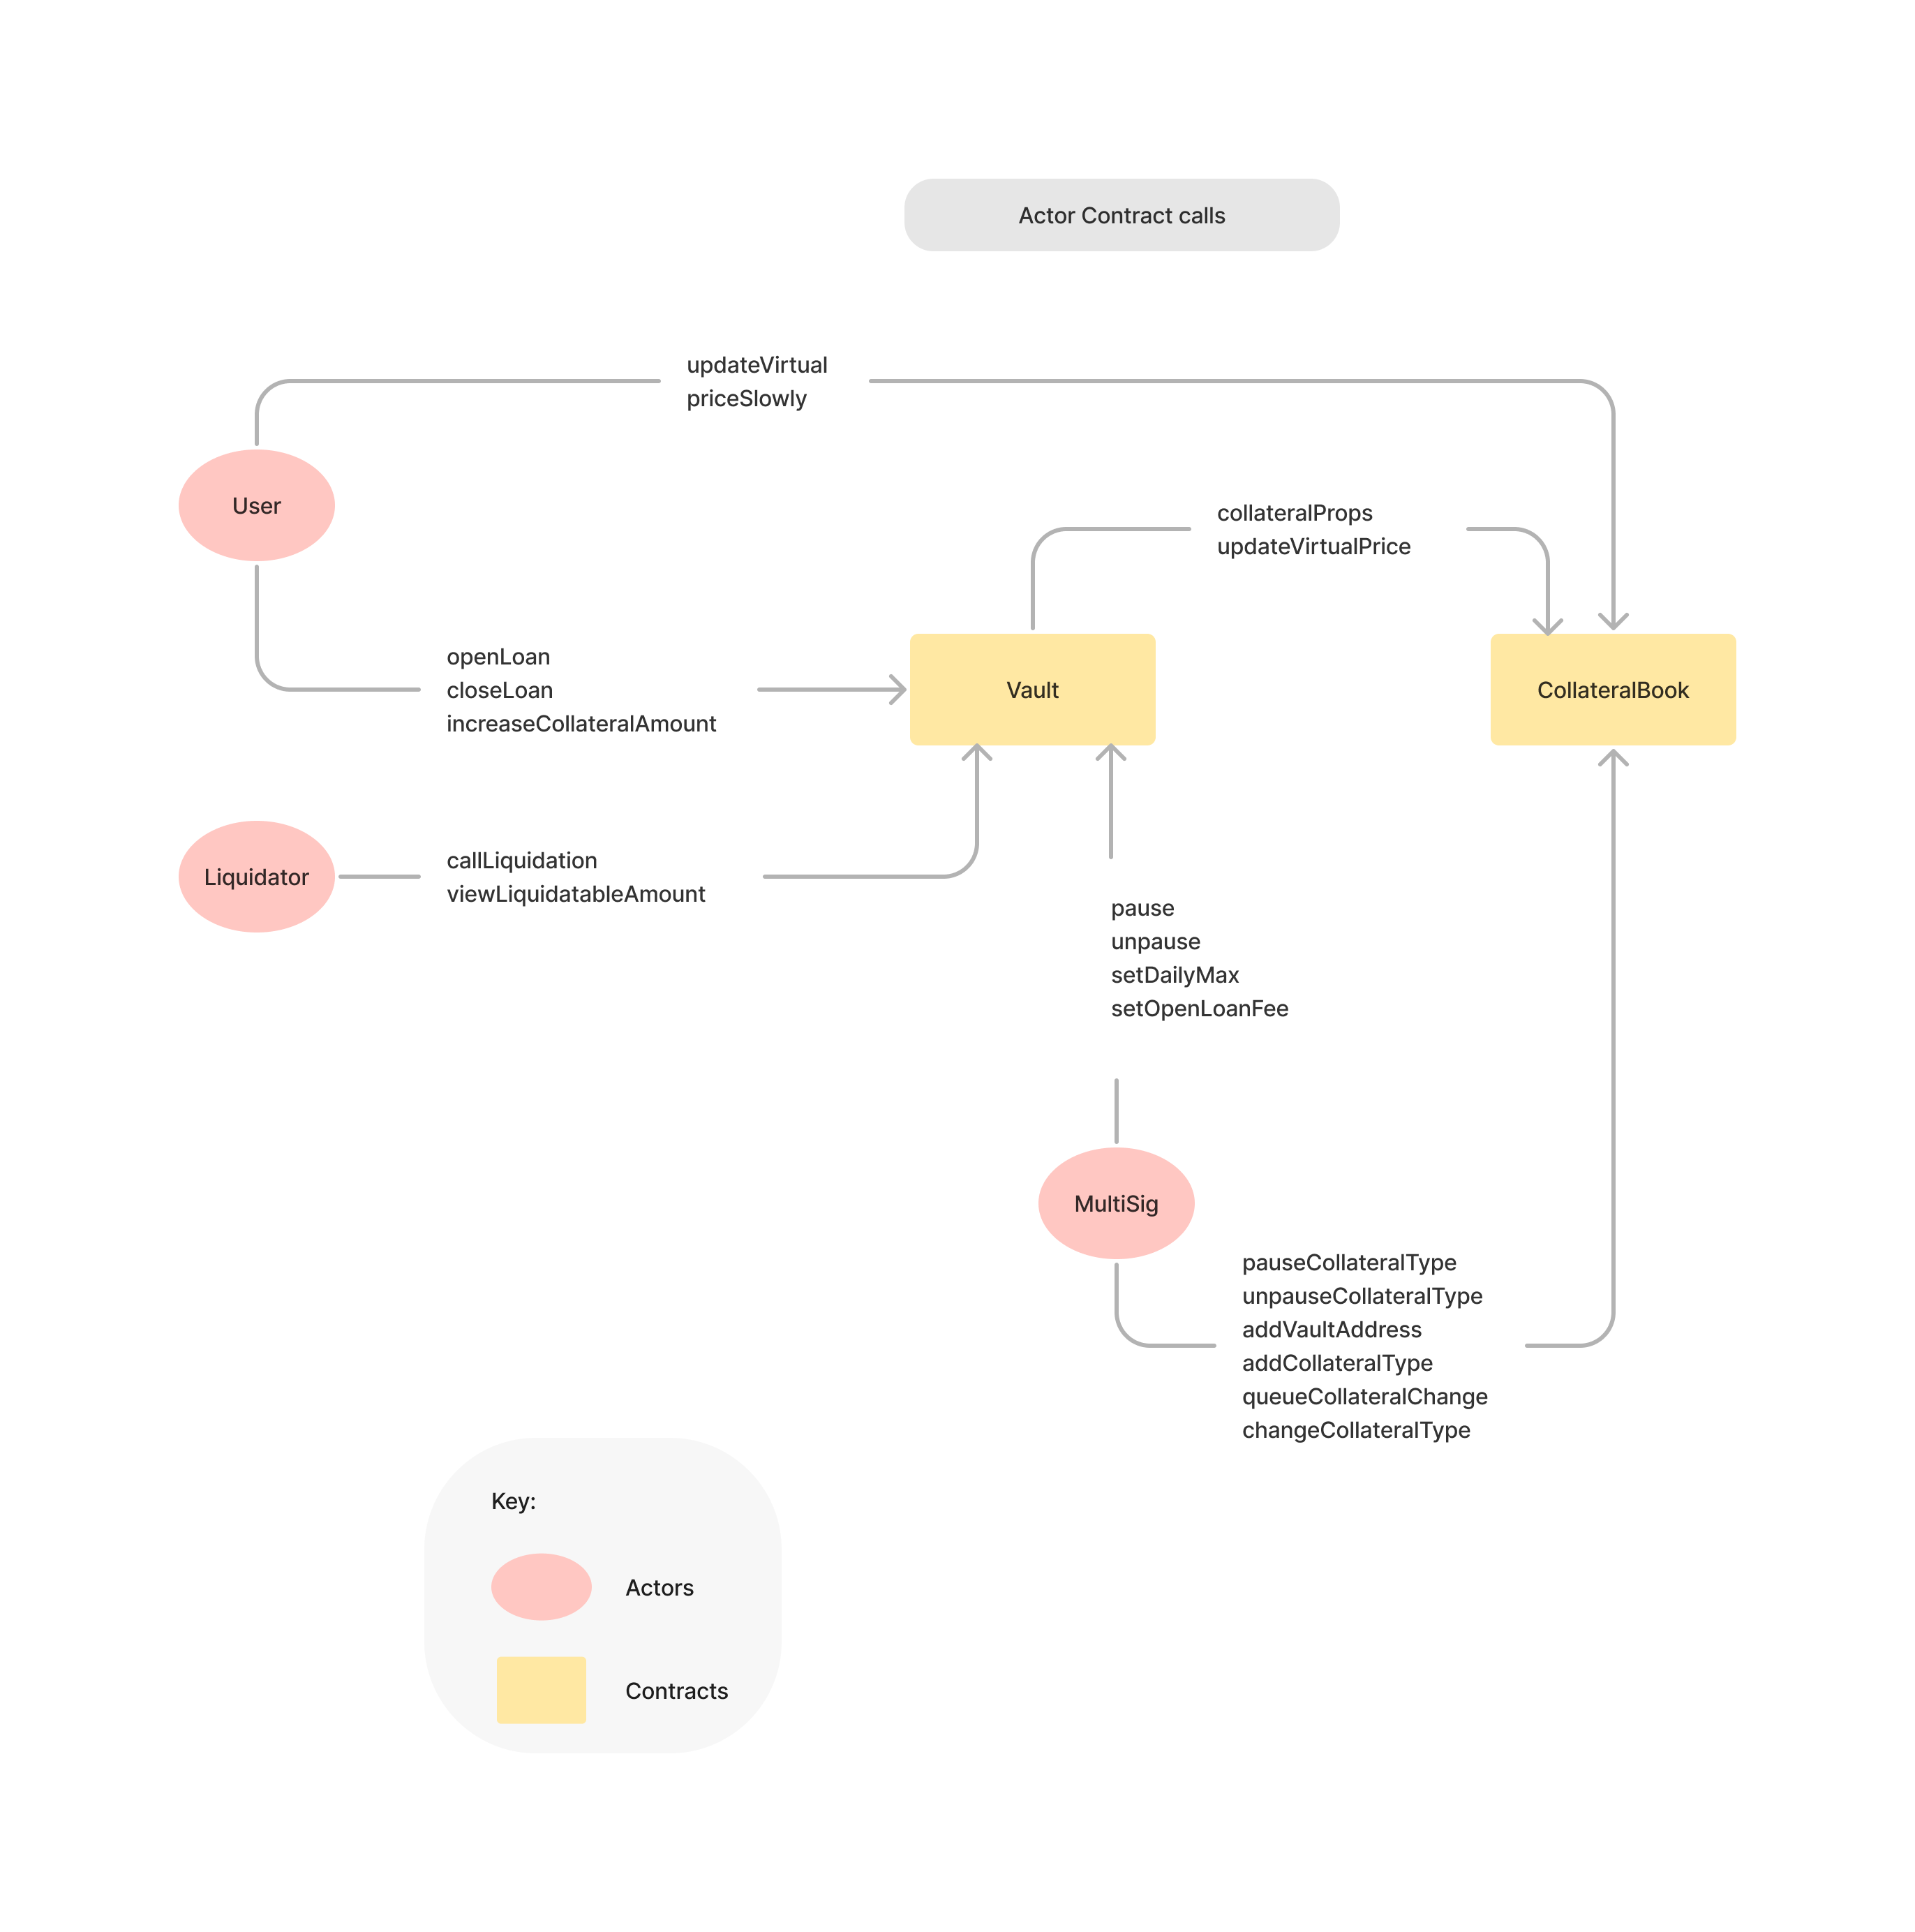 Actor Contract calls
updateVirtual
priceSlowly
User
collateralProps
updateVirtualPrice
openLoan
closeLoan
increaseCollateralAmount
Vault
CollateralBook
Liquidator
callLiquidation
viewLiquidatableAmount
pause
unpause
setDailyMax
setOpenLoanFee
MultiSig
pauseCollateralType
unpauseCollateralType
addVaultAddress
addCollateralType
queueCollateralChange
changeCollateralType
Key:
Actors
Contracts